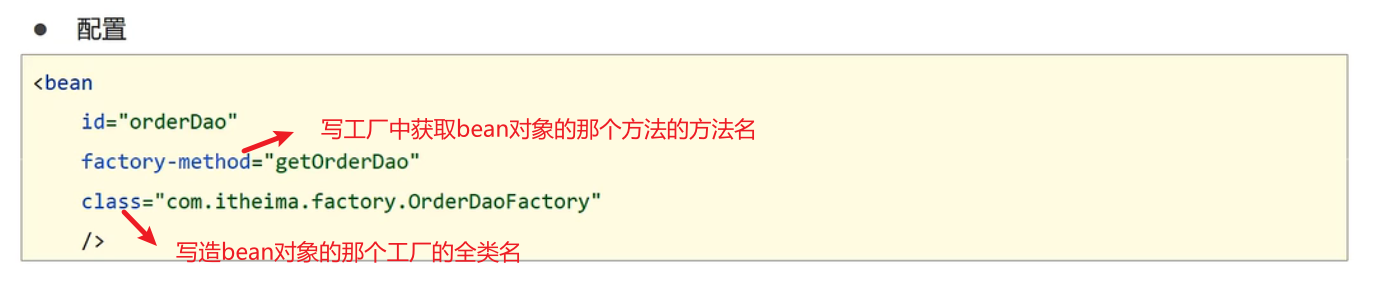 ● 配置
<bean
id="orderDao"
写工厂中获取bean对象的那个方法的方法名
factory-method="getOrderDao"
class="com.itheima.factory.OrderDaoFactory"
/>
写造bean对象的那个工厂的全类名